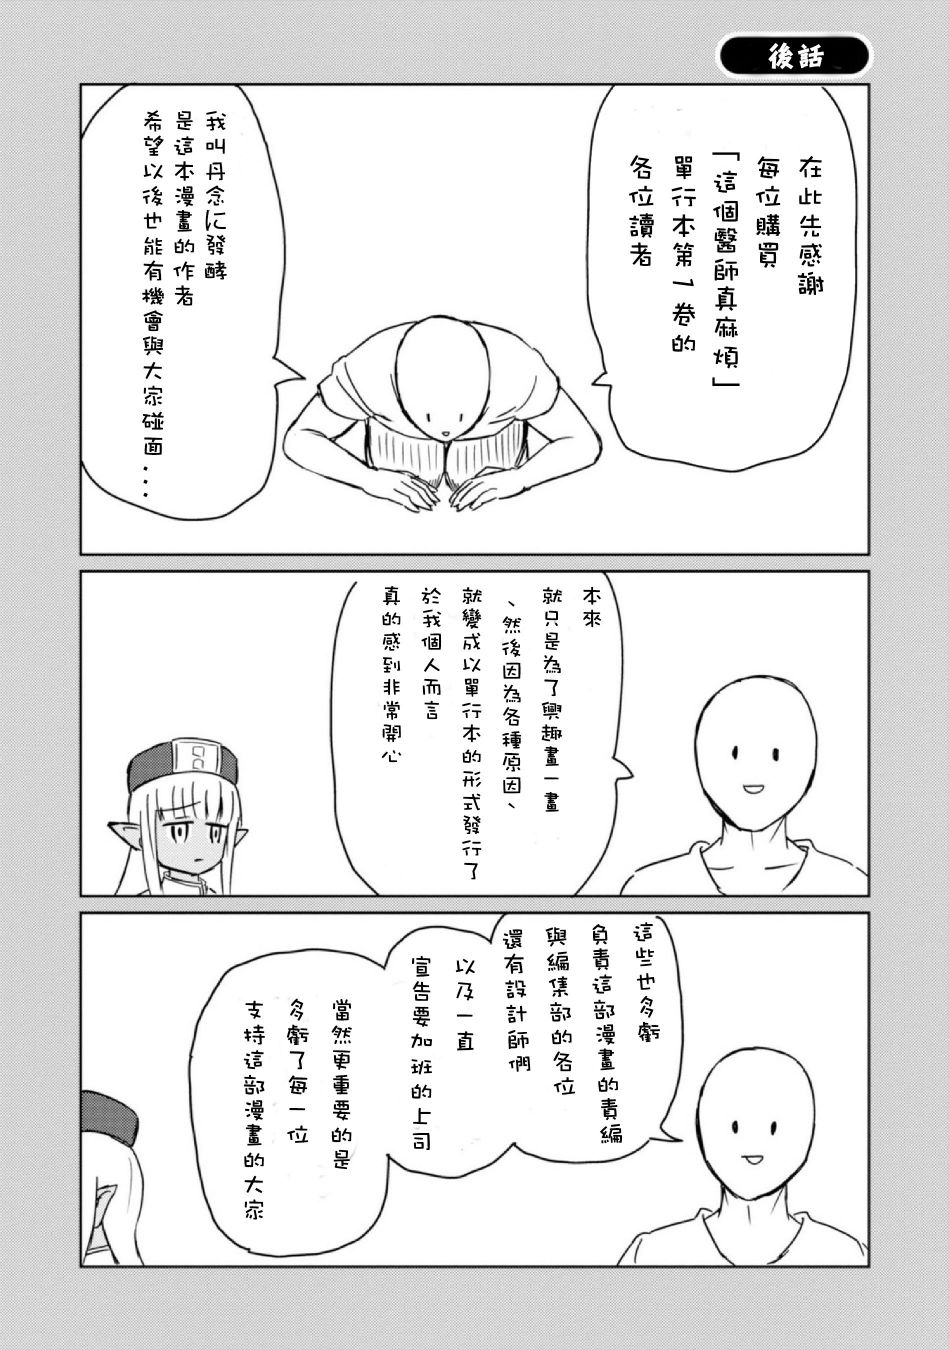 後話
在此先感謝
每位購買
「這個醫師真麻煩」
單行本第一卷的
各位讀者
我叫丹念に發酵
是這本漫畫的作者
希望以後也能有機會與大家碰面...
本來
就只是為了興趣畫一畫
、然後因為各種原因、
就變成以單行本的形式發行了
於我個人而言
真的感到非常開心
這些也多虧
負責這部漫畫的責編
與編集部的各位
還有設計師們
以及一直
宣告要加班的上司
當然更重要的是
多虧了每一位
支持這部漫畫的大家